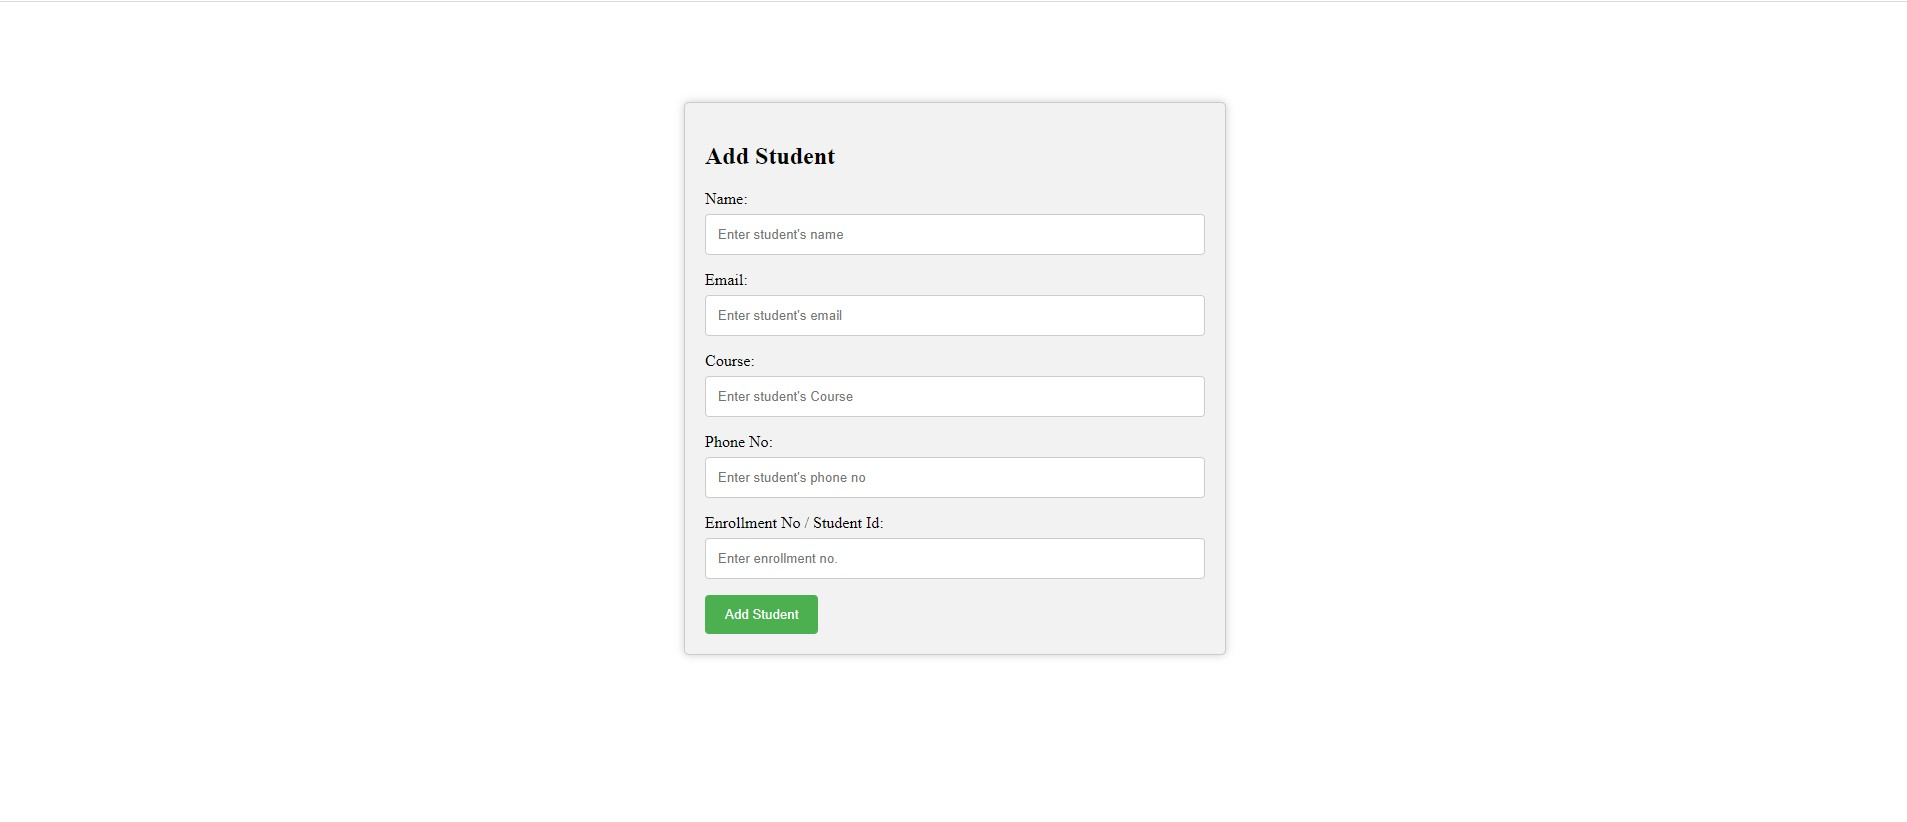 Add Student
Name:
Enter student's name
Email:
Enter student's email
Course:
Enter student's Course
Phone No:
Enter student's phone no
Enrollment No / Student Id:
Enter enrollment no.
Add Student